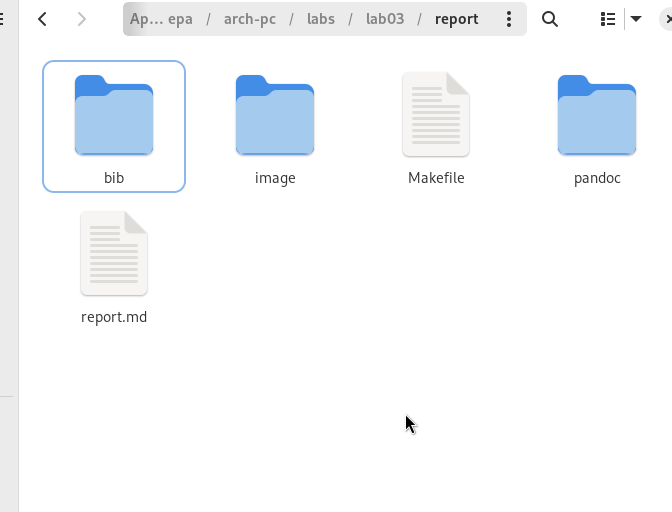 Ap... epa / arch-pc / labs / lab03 / report
bib
image
Makefile
pandoc
report.md